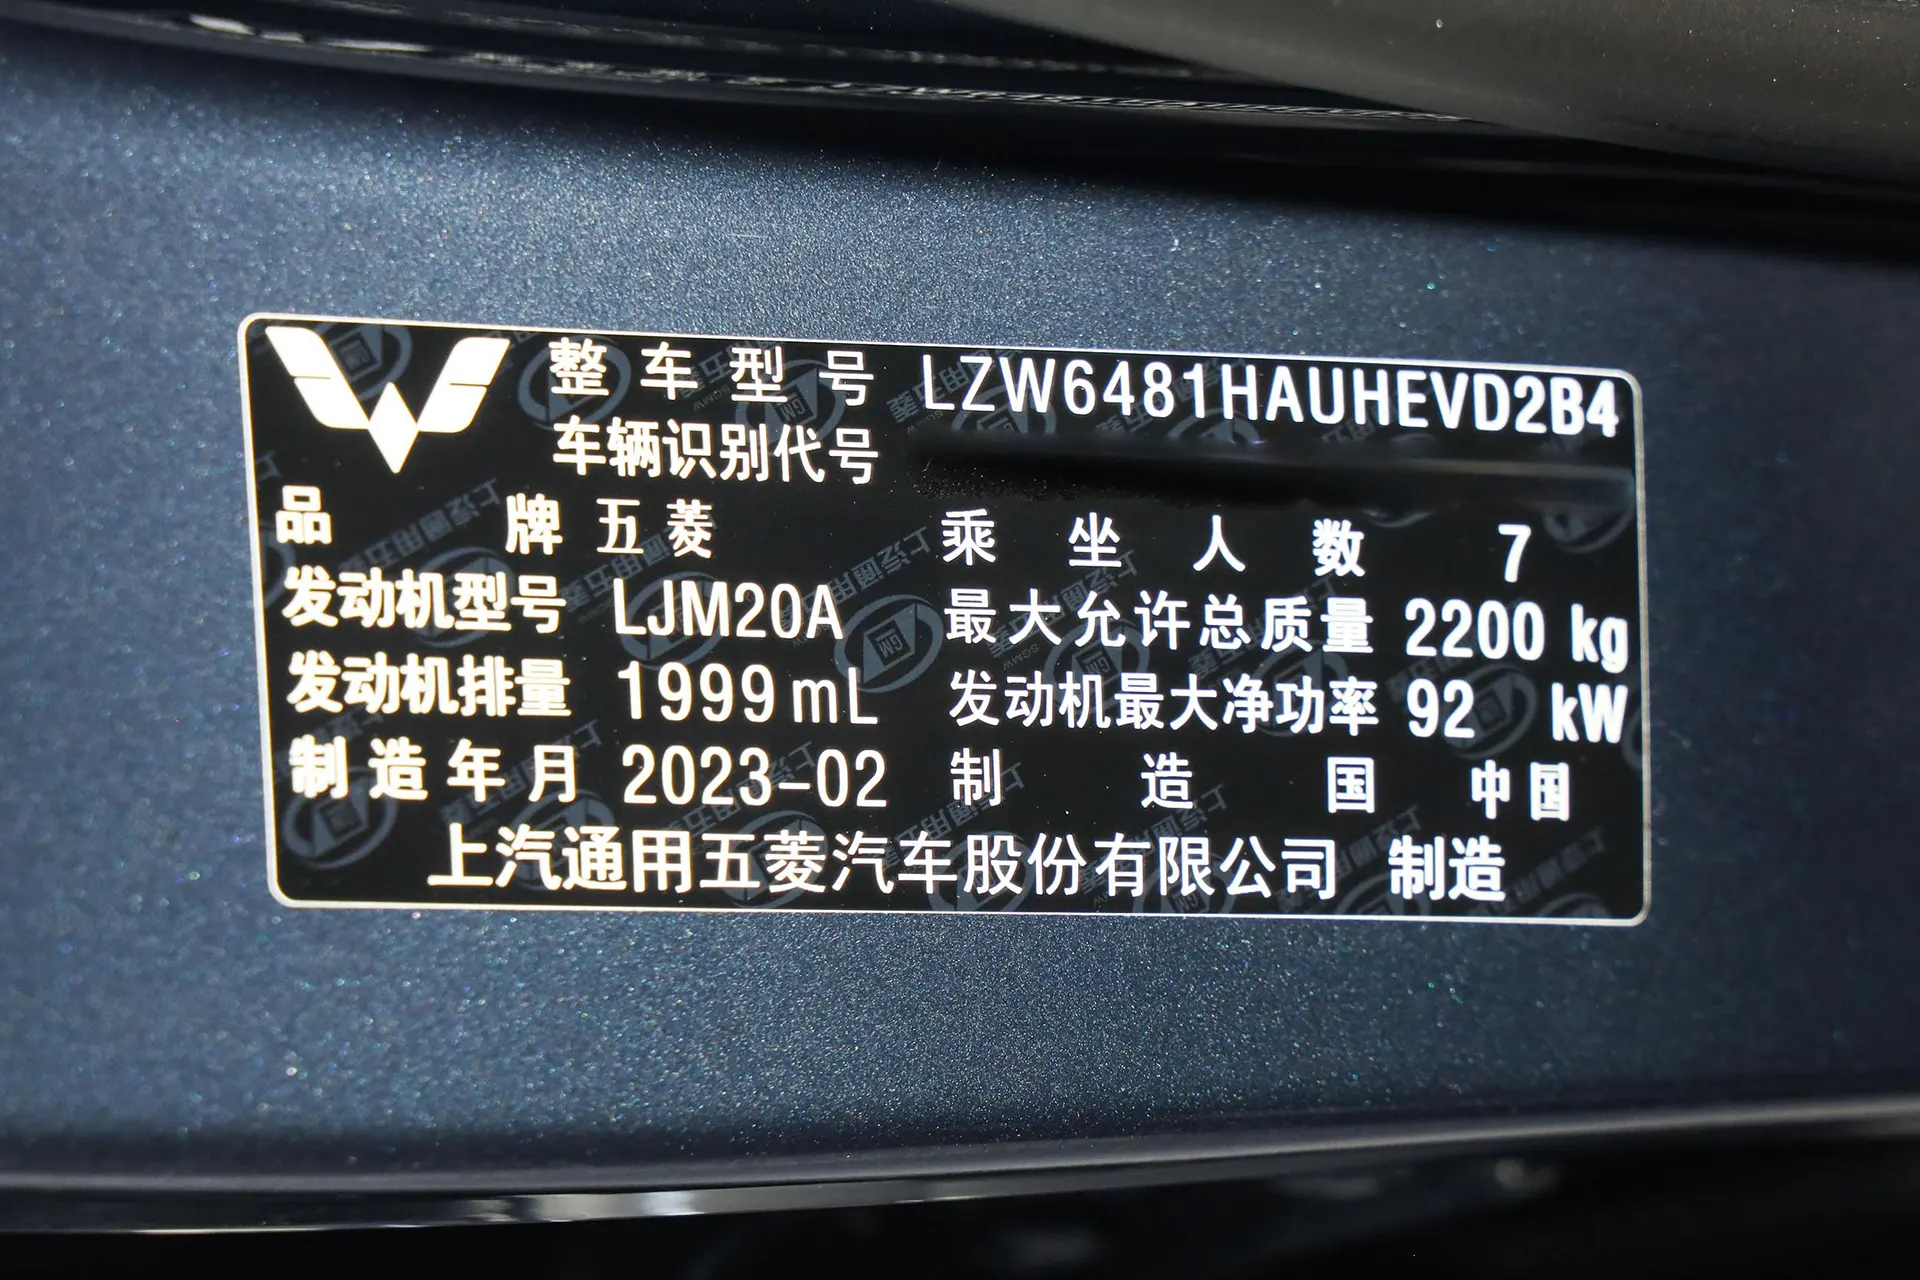 整车型号 LZW6481HAUHEVD2B4
车辆识别代号
品牌 五菱 乘坐人数 7
发动机型号 LJM20A 最大允许总质量 2200 kg
发动机排量 1999 mL 发动机最大净功率 92 kW
制造年月 2023-02 制造国 中国
上汽通用五菱汽车股份有限公司 制造